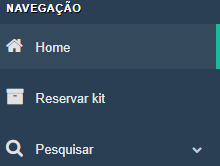 NAVEGAÇÃO
Home
Reservar kit
Pesquisar